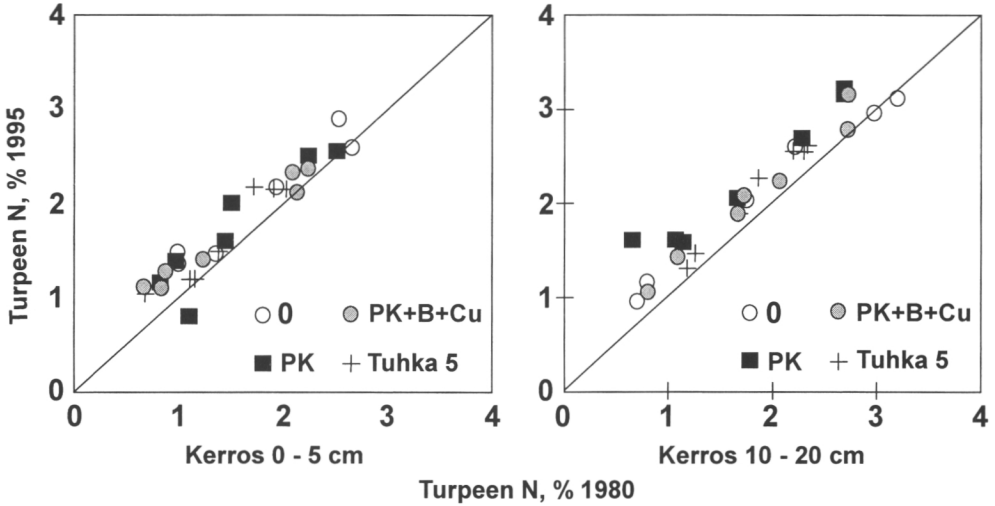 Turpeen N, % 1995
4
3
2
1
0
0 1 2 3 4
0
PK+B+Cu
PK
Tuhka 5
Kerros 0 - 5 cm
4
3
2
1
0
0 1 2 3 4
0
PK+B+Cu
PK
Tuhka 5
Kerros 10 - 20 cm
Turpeen N, % 1980